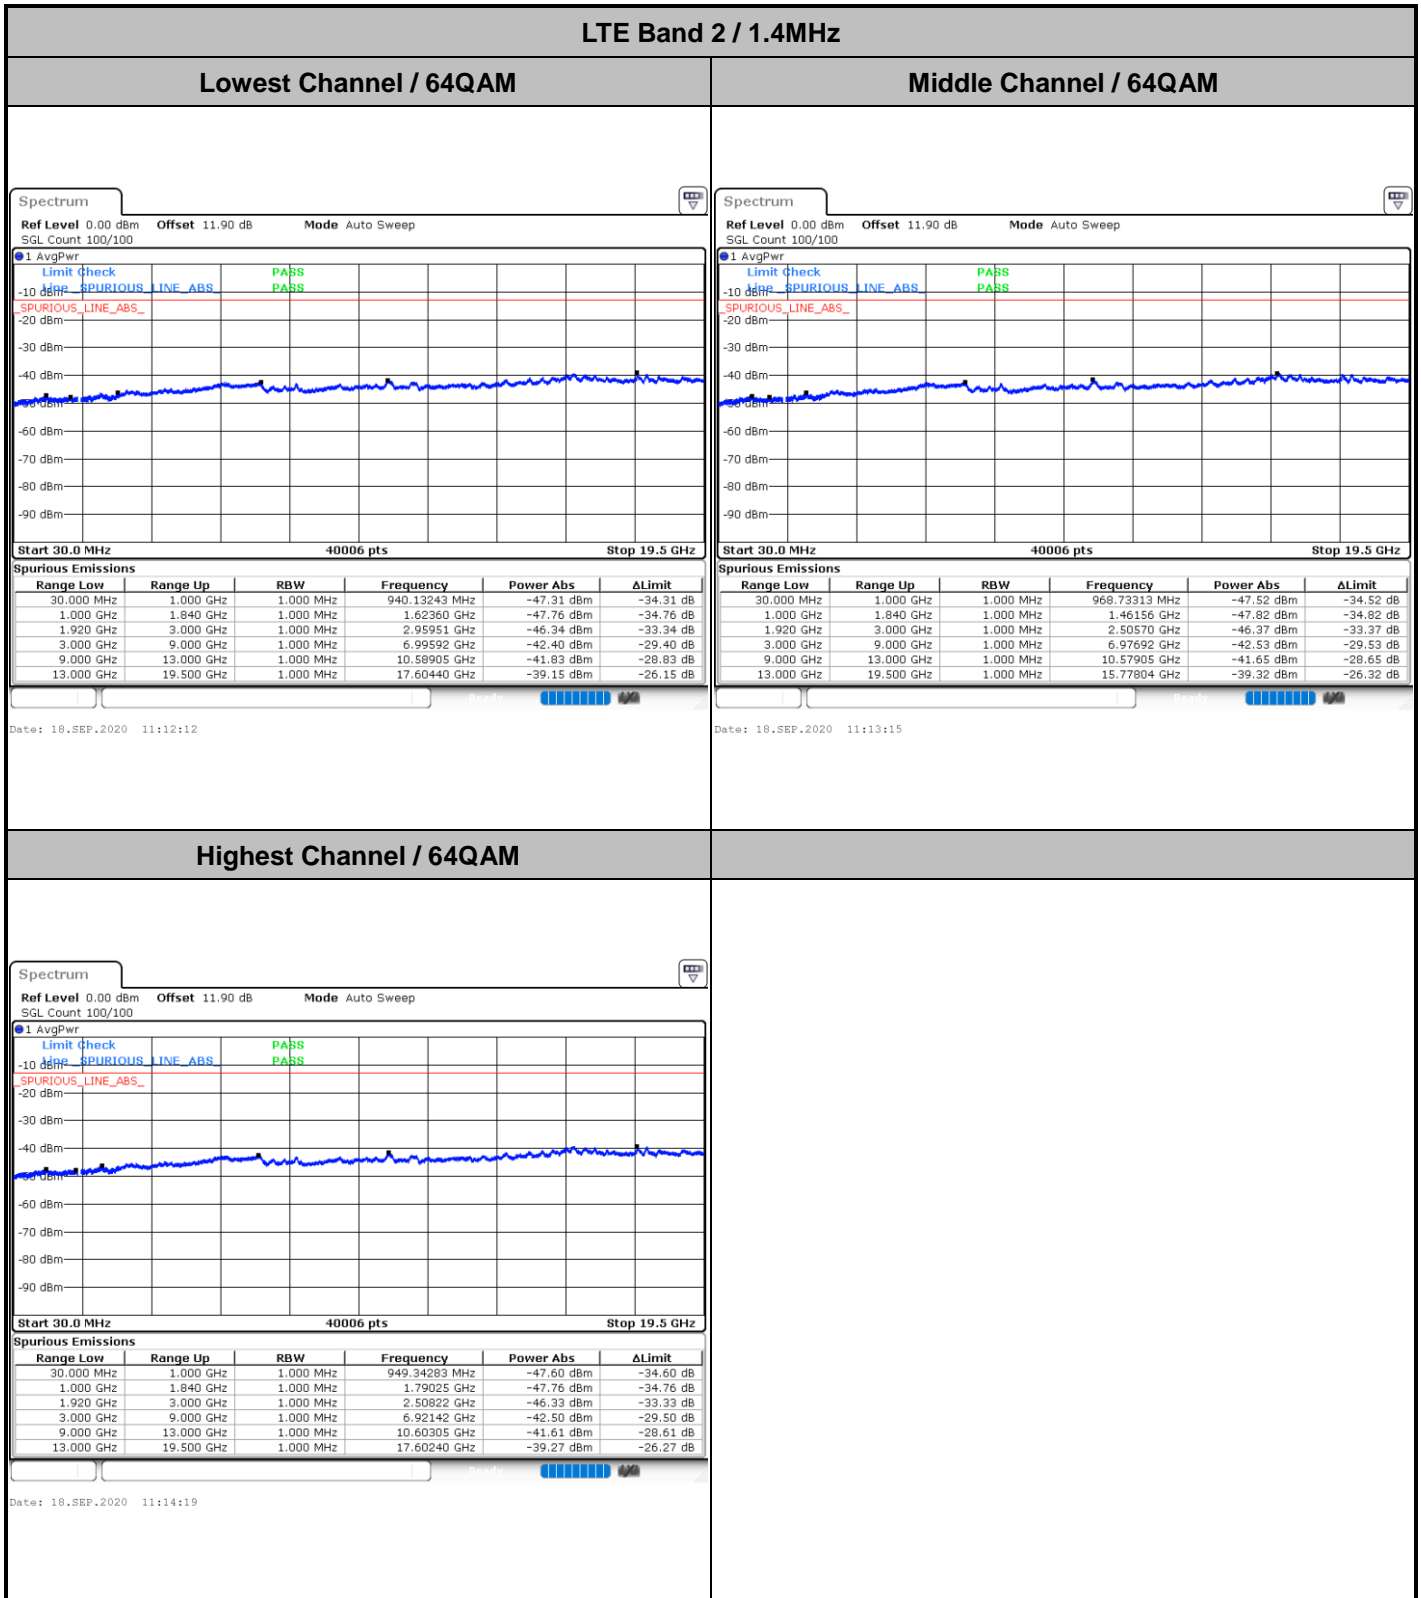 LTE Band 2 / 1.4MHz
Lowest Channel / 64QAM
Middle Channel / 64QAM
Spectrum
Ref Level 0.00 dBm Offset 11.90 dB Mode Auto Sweep
SGL Count 100/100
1 AvgPwr
Limit Check PASS
Line _SPURIOUS_LINE_ABS_ PASS
-10 dBm
_SPURIOUS_LINE_ABS_
-20 dBm
-30 dBm
-40 dBm
-50 dBm
-60 dBm
-70 dBm
-80 dBm
-90 dBm
Start 30.0 MHz 40006 pts Stop 19.5 GHz
Spurious Emissions
Range Low Range Up RBW Frequency Power Abs ΔLimit
30.000 MHz 1.000 GHz 1.000 MHz 940.13243 MHz -47.31 dBm -34.31 dB
1.000 GHz 1.840 GHz 1.000 MHz 1.62360 GHz -47.76 dBm -34.76 dB
1.920 GHz 3.000 GHz 1.000 MHz 2.95951 GHz -46.34 dBm -33.34 dB
3.000 GHz 9.000 GHz 1.000 MHz 6.99592 GHz -42.40 dBm -29.40 dB
9.000 GHz 13.000 GHz 1.000 MHz 10.58905 GHz -41.83 dBm -28.83 dB
13.000 GHz 19.500 GHz 1.000 MHz 17.60440 GHz -39.15 dBm -26.15 dB
Ready
Date: 18.SEP.2020 11:12:12
Spectrum
Ref Level 0.00 dBm Offset 11.90 dB Mode Auto Sweep
SGL Count 100/100
1 AvgPwr
Limit Check PASS
Line _SPURIOUS_LINE_ABS_ PASS
-10 dBm
_SPURIOUS_LINE_ABS_
-20 dBm
-30 dBm
-40 dBm
-50 dBm
-60 dBm
-70 dBm
-80 dBm
-90 dBm
Start 30.0 MHz 40006 pts Stop 19.5 GHz
Spurious Emissions
Range Low Range Up RBW Frequency Power Abs ΔLimit
30.000 MHz 1.000 GHz 1.000 MHz 968.73313 MHz -47.52 dBm -34.52 dB
1.000 GHz 1.840 GHz 1.000 MHz 1.46156 GHz -47.82 dBm -34.82 dB
1.920 GHz 3.000 GHz 1.000 MHz 2.50570 GHz -46.37 dBm -33.37 dB
3.000 GHz 9.000 GHz 1.000 MHz 6.97692 GHz -42.53 dBm -29.53 dB
9.000 GHz 13.000 GHz 1.000 MHz 10.57905 GHz -41.65 dBm -28.65 dB
13.000 GHz 19.500 GHz 1.000 MHz 15.77804 GHz -39.32 dBm -26.32 dB
Ready
Date: 18.SEP.2020 11:13:15
Highest Channel / 64QAM
Spectrum
Ref Level 0.00 dBm Offset 11.90 dB Mode Auto Sweep
SGL Count 100/100
1 AvgPwr
Limit Check PASS
Line _SPURIOUS_LINE_ABS_ PASS
-10 dBm
_SPURIOUS_LINE_ABS_
-20 dBm
-30 dBm
-40 dBm
-50 dBm
-60 dBm
-70 dBm
-80 dBm
-90 dBm
Start 30.0 MHz 40006 pts Stop 19.5 GHz
Spurious Emissions
Range Low Range Up RBW Frequency Power Abs ΔLimit
30.000 MHz 1.000 GHz 1.000 MHz 949.34283 MHz -47.60 dBm -34.60 dB
1.000 GHz 1.840 GHz 1.000 MHz 1.79025 GHz -47.76 dBm -34.76 dB
1.920 GHz 3.000 GHz 1.000 MHz 2.50822 GHz -46.33 dBm -33.33 dB
3.000 GHz 9.000 GHz 1.000 MHz 6.92142 GHz -42.50 dBm -29.50 dB
9.000 GHz 13.000 GHz 1.000 MHz 10.60305 GHz -41.61 dBm -28.61 dB
13.000 GHz 19.500 GHz 1.000 MHz 17.60240 GHz -39.27 dBm -26.27 dB
Ready
Date: 18.SEP.2020 11:14:19